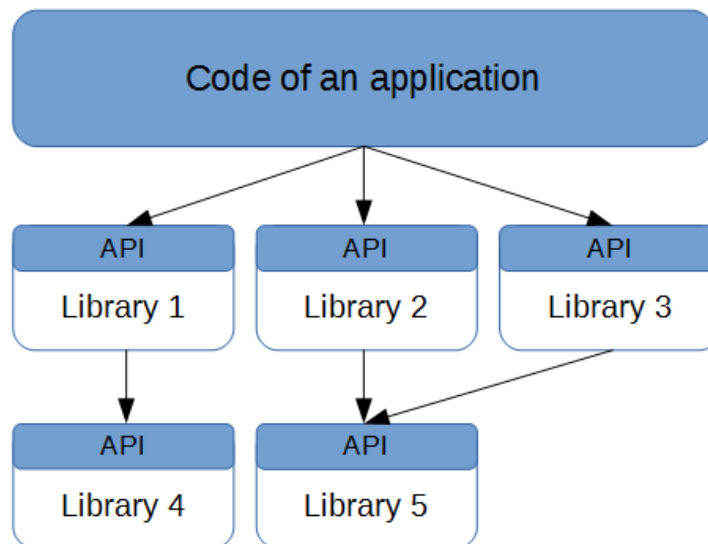 Code of an application
API
API
API
Library 1
Library 2
Library 3
API
API
Library 4
Library 5